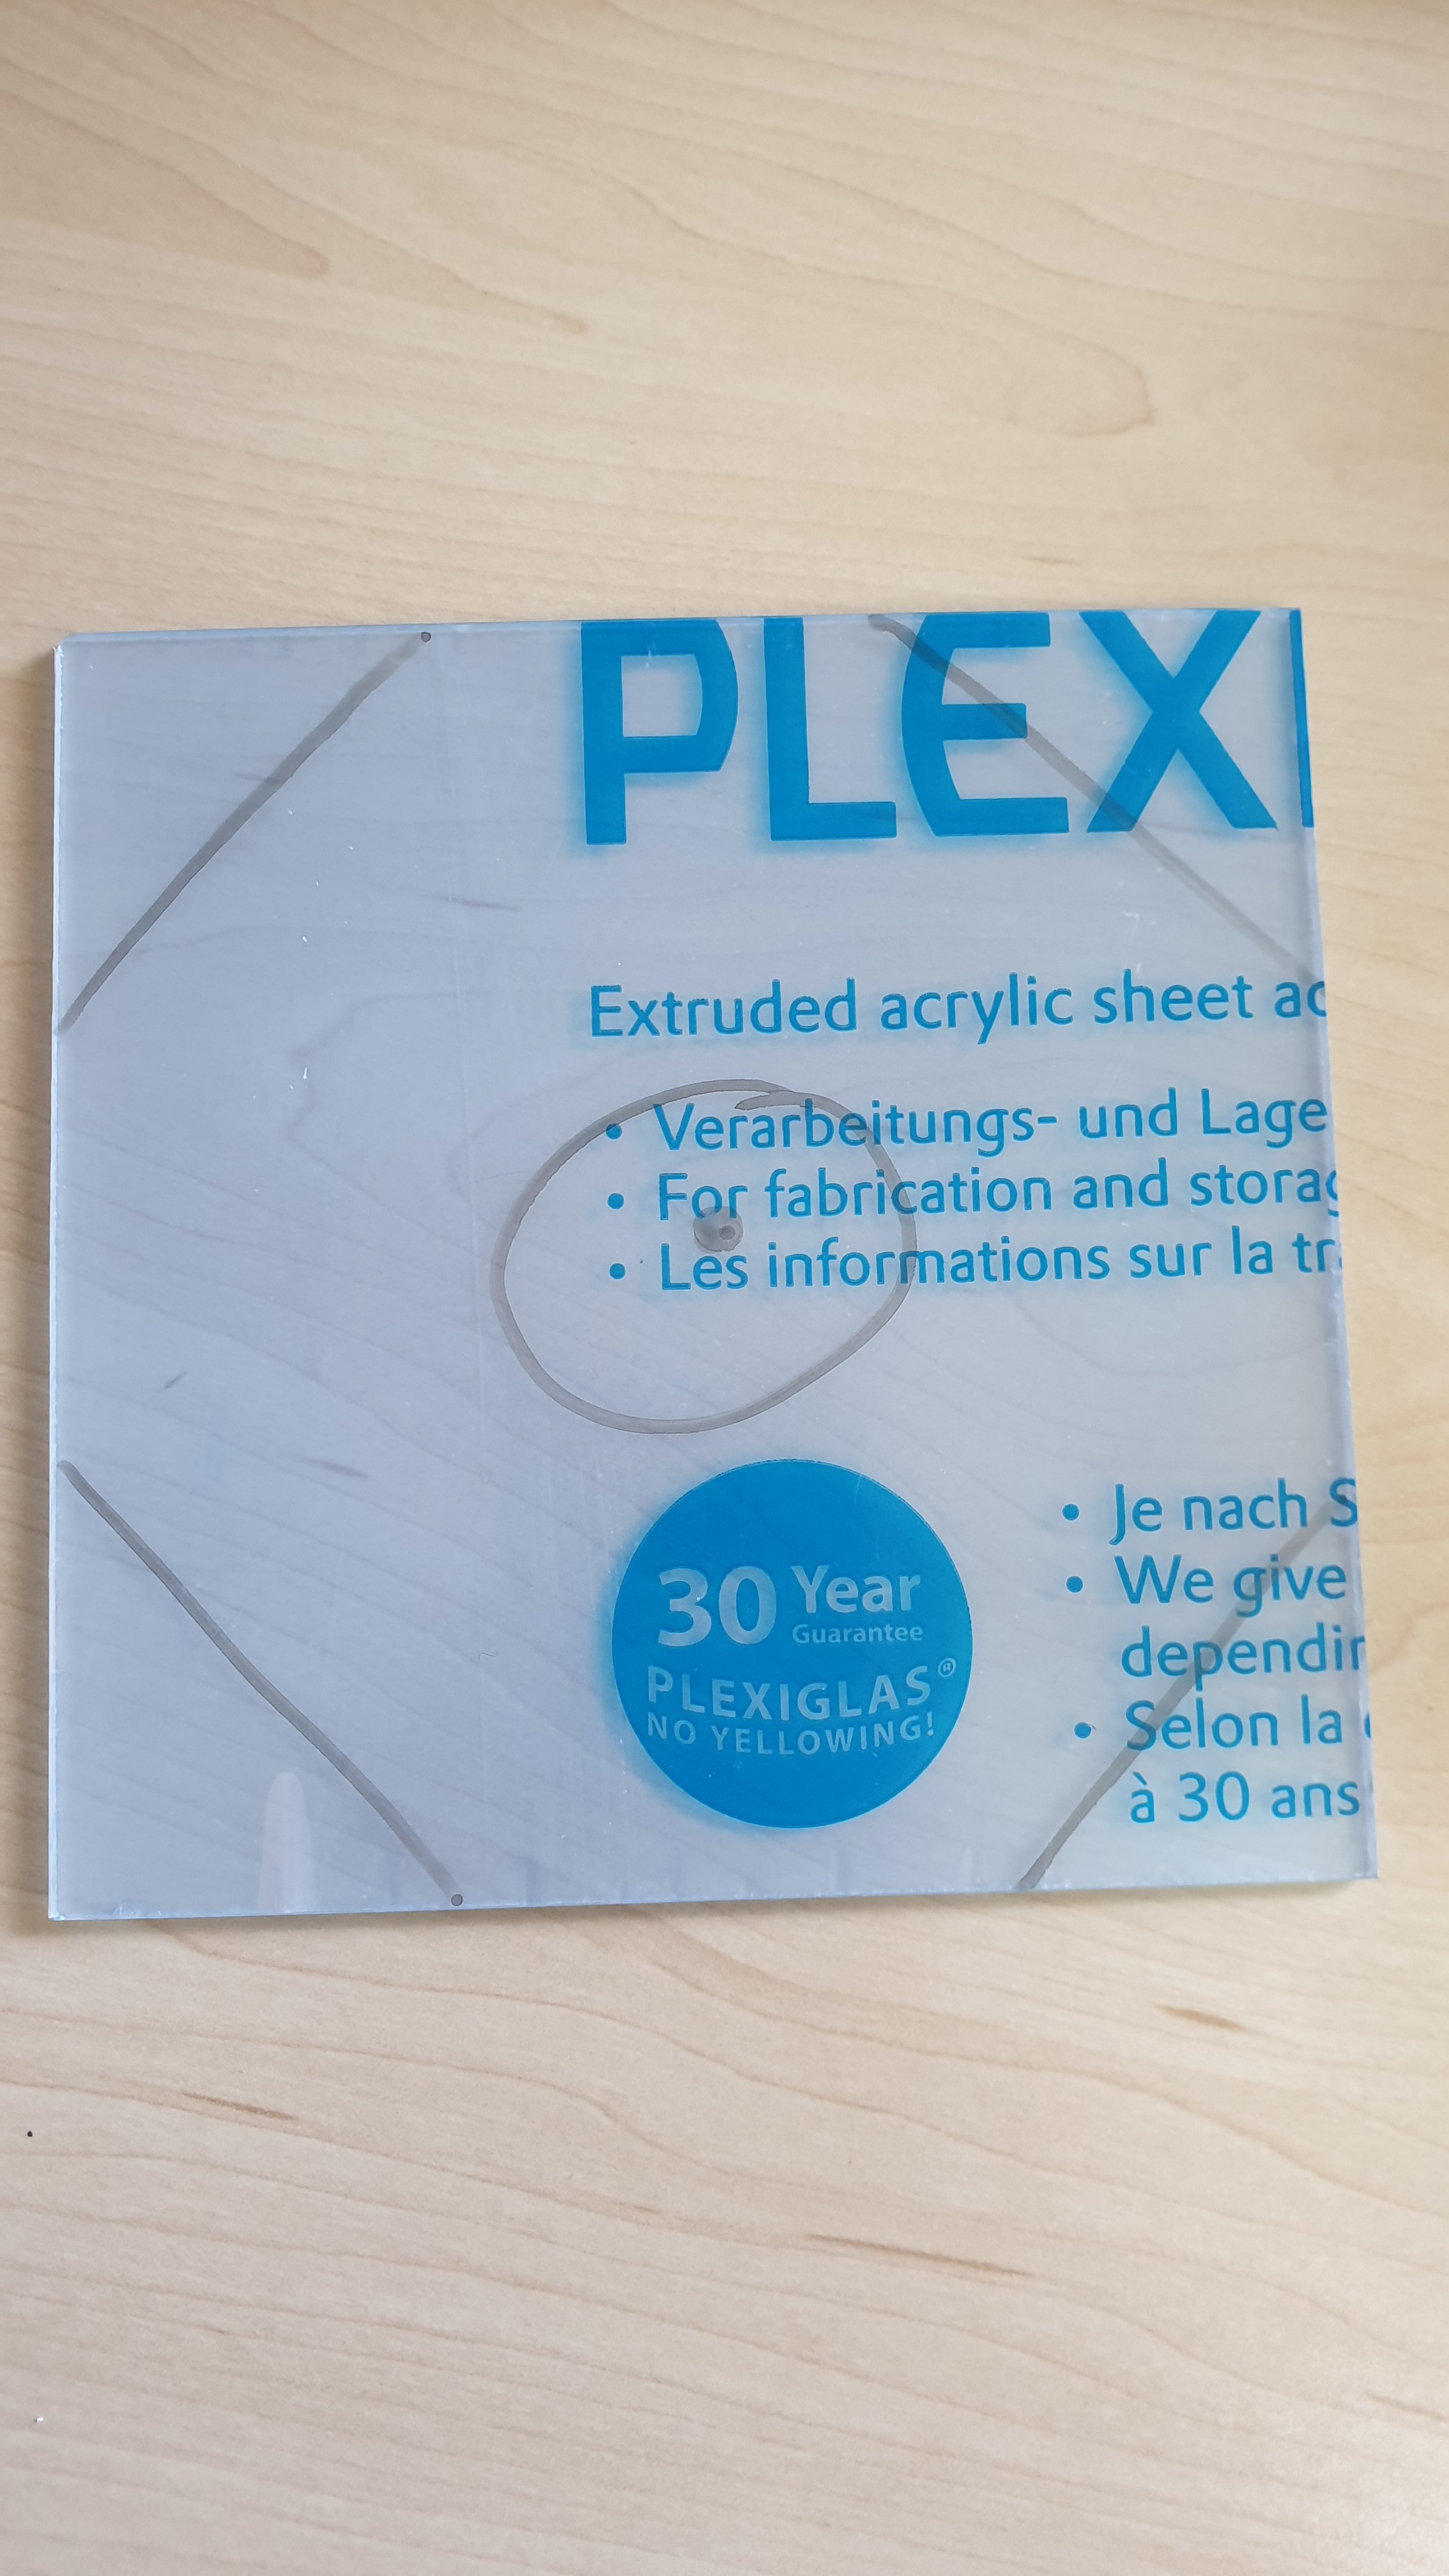 PLEXI
Extruded acrylic sheet ac
• Verarbeitungs- und Lage
• For fabrication and storag
• Les informations sur la tr
30 Year
Guarantee
PLEXIGLAS®
NO YELLOWING!
• Je nach S
• We give
dependin
• Selon la
à 30 ans